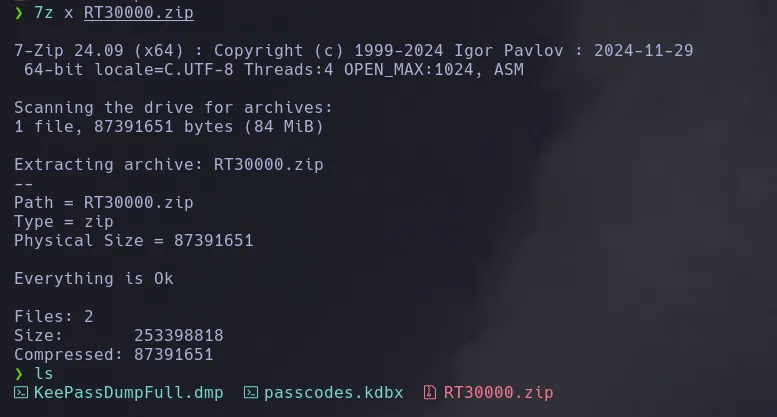 ❯ 7z x RT30000.zip
7-Zip 24.09 (x64) : Copyright (c) 1999-2024 Igor Pavlov : 2024-11-29
64-bit locale=C.UTF-8 Threads:4 OPEN_MAX:1024, ASM
Scanning the drive for archives:
1 file, 87391651 bytes (84 MiB)
Extracting archive: RT30000.zip
--
Path = RT30000.zip
Type = zip
Physical Size = 87391651
Everything is Ok
Files: 2
Size:       253398818
Compressed: 87391651
❯ ls
KeePassDumpFull.dmp passcodes.kdbx RT30000.zip